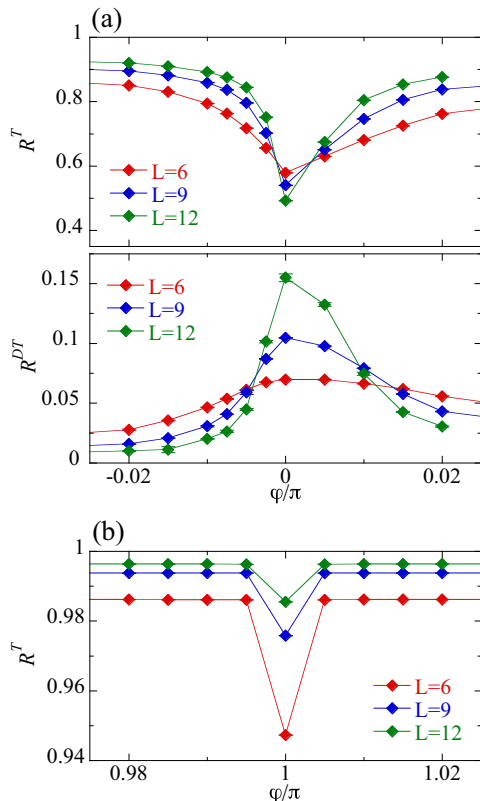 (a)
1
0.8
0.6
0.4
R^T
L=6
L=9
L=12
0.15
0.1
0.05
0
R^{DT}
L=6
L=9
L=12
-0.02
0
0.02
φ/π
(b)
1
0.98
0.96
0.94
R^T
L=6
L=9
L=12
0.98
1
1.02
φ/π